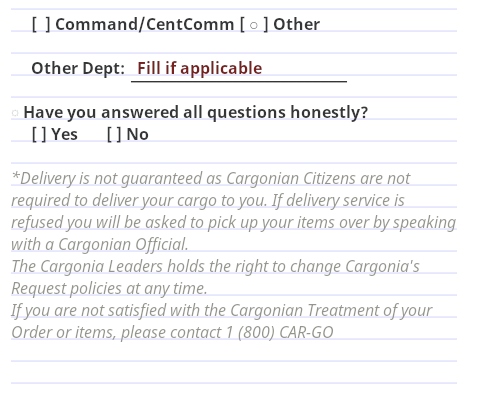 [ ] Command/CentComm [ ○ ] Other
Other Dept: Fill if applicable
○ Have you answered all questions honestly?
[ ] Yes [ ] No
*Delivery is not guaranteed as Cargonian Citizens are not
required to deliver your cargo to you. If delivery service is
refused you will be asked to pick up your items over by speaking
with a Cargonian Official.
The Cargonia Leaders holds the right to change Cargonia's
Request policies at any time.
If you are not satisfied with the Cargonian Treatment of your
Order or items, please contact 1 (800) CAR-GO